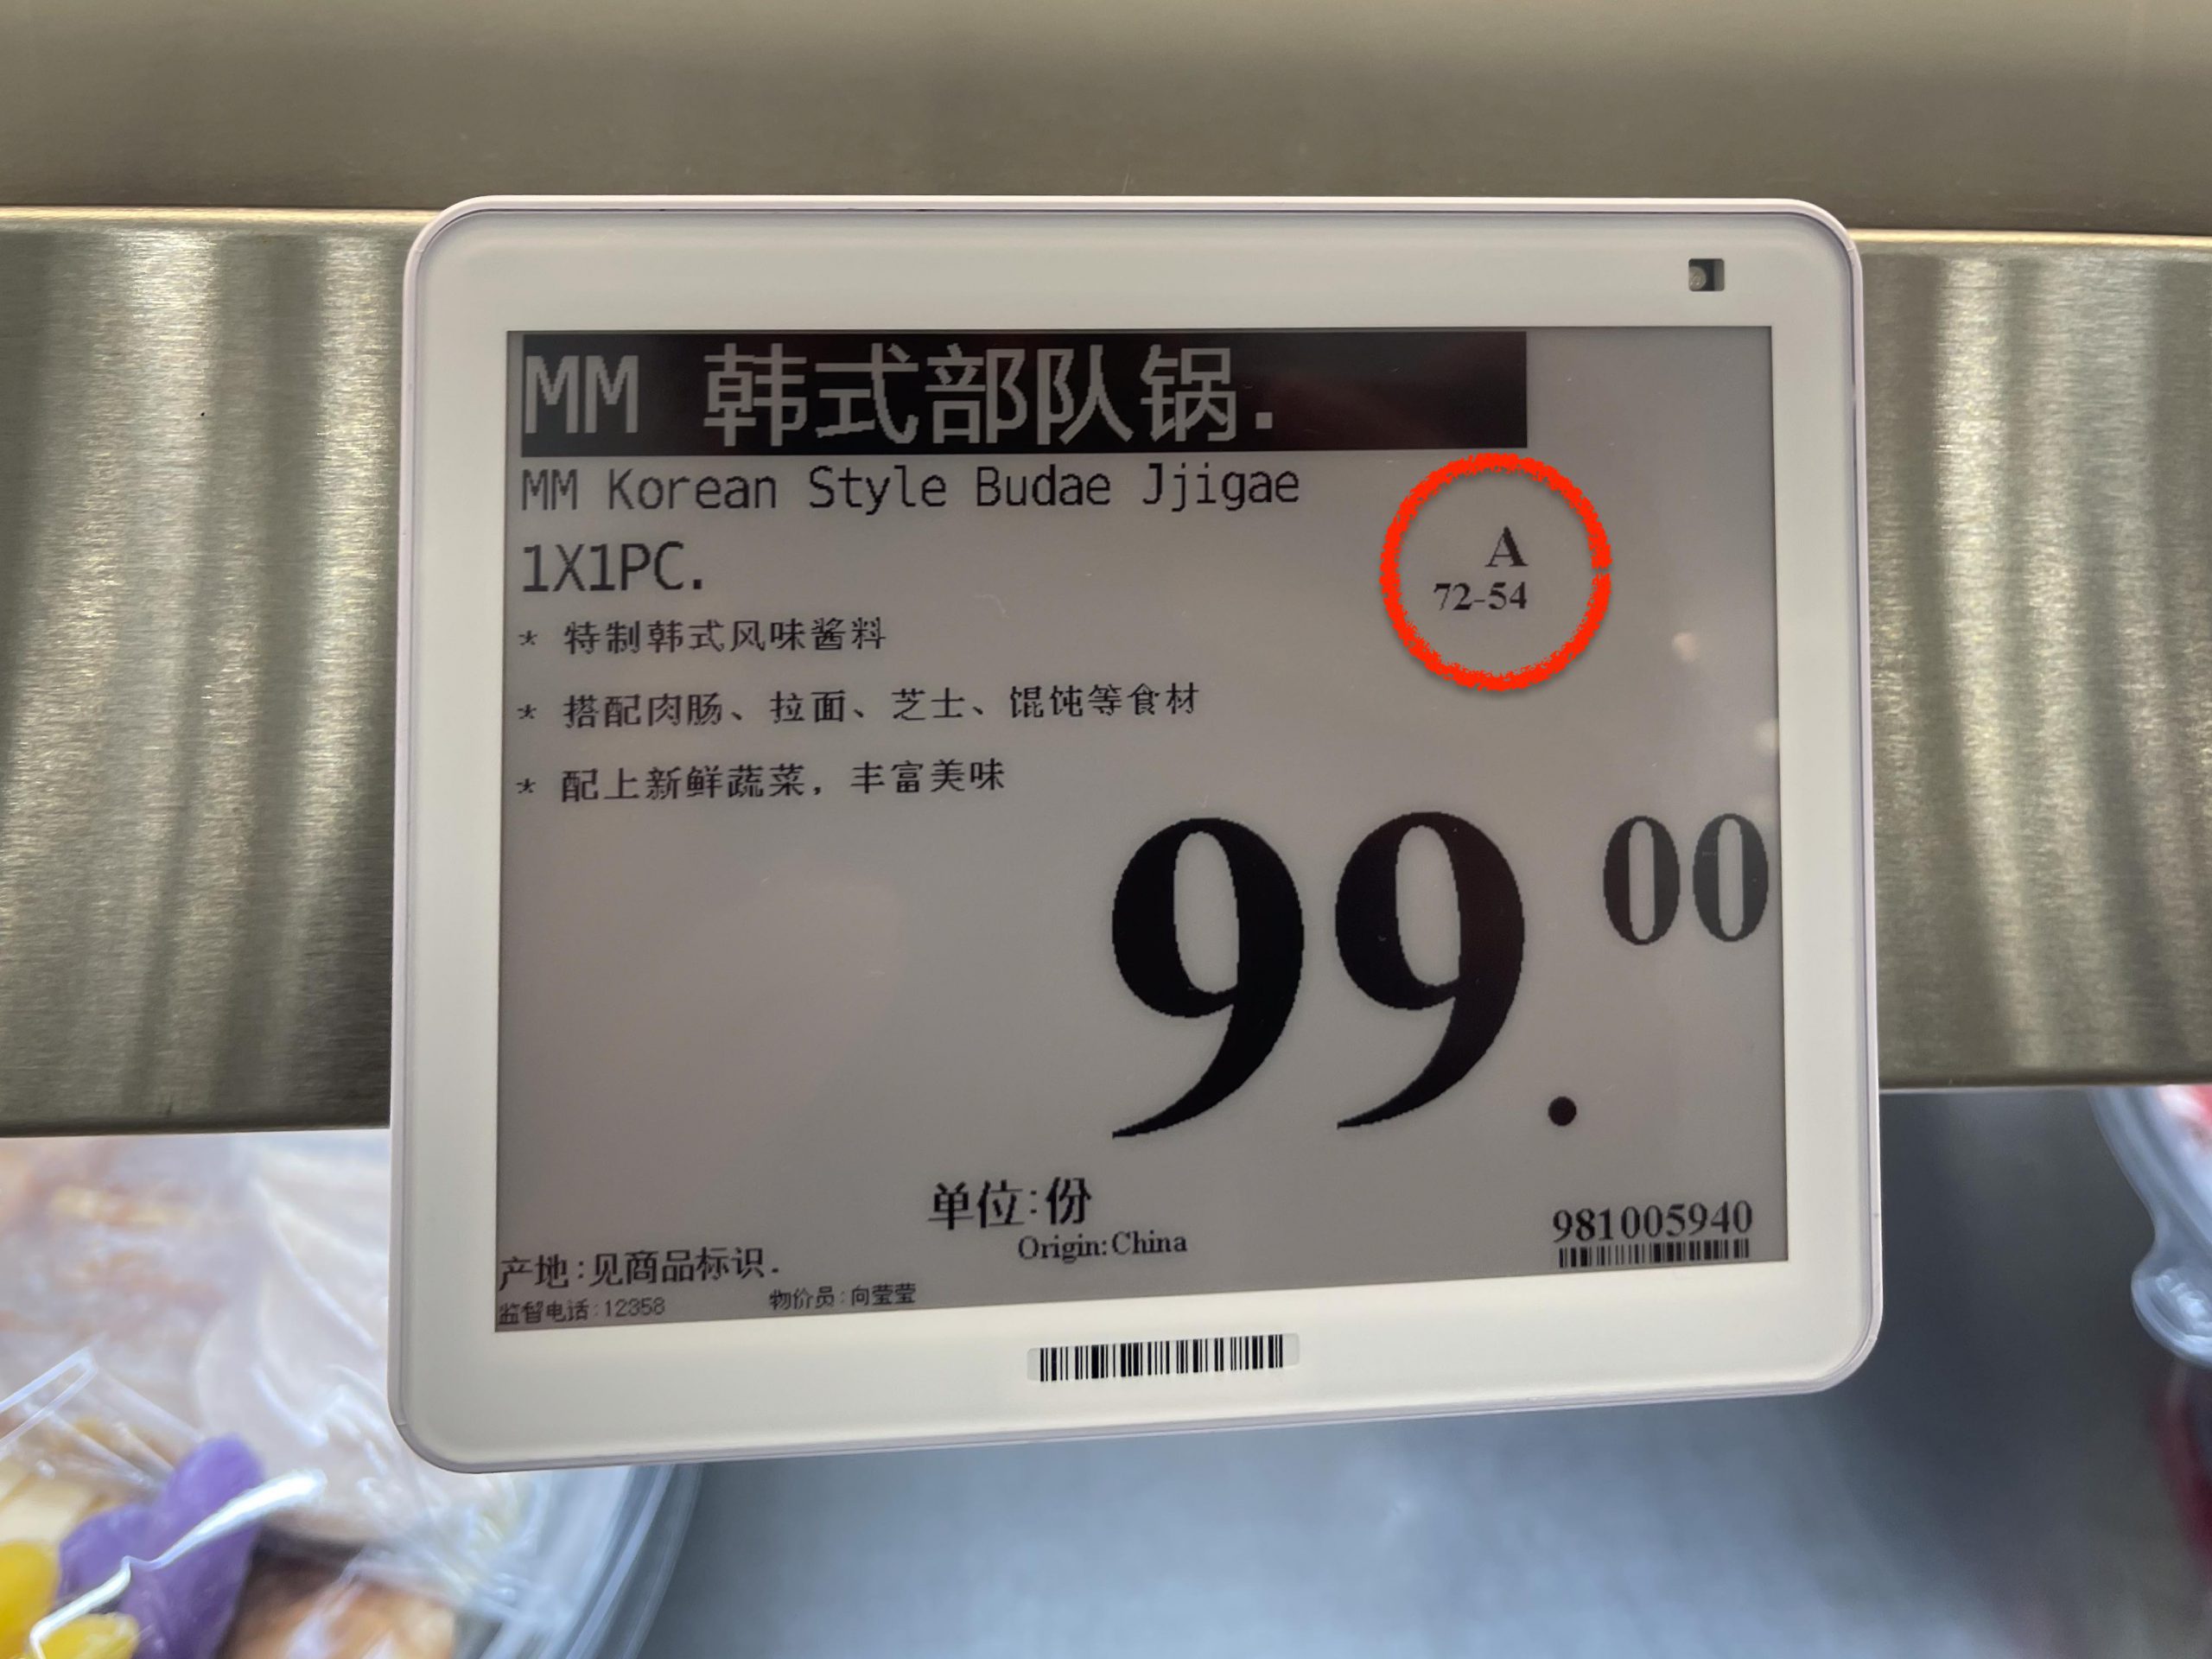 MM 韩式部队锅.
MM Korean Style Budae Jjigae
1X1PC.
A
72-54
* 特制韩式风味酱料
* 搭配肉肠、拉面、芝士、馄饨等食材
* 配上新鲜蔬菜，丰富美味
99.00
单位:份
Origin:China
981005940
产地:见商品标识.
监督电话:12358
物价员:向莹莹